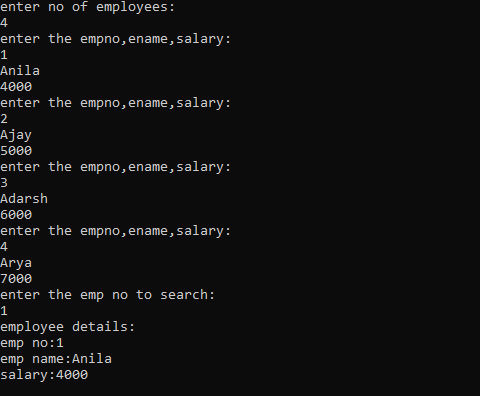 enter no of employees:
4
enter the empno,ename,salary:
1
Anila
4000
enter the empno,ename,salary:
2
Ajay
5000
enter the empno,ename,salary:
3
Adarsh
6000
enter the empno,ename,salary:
4
Arya
7000
enter the emp no to search:
1
employee details:
emp no:1
emp name:Anila
salary:4000